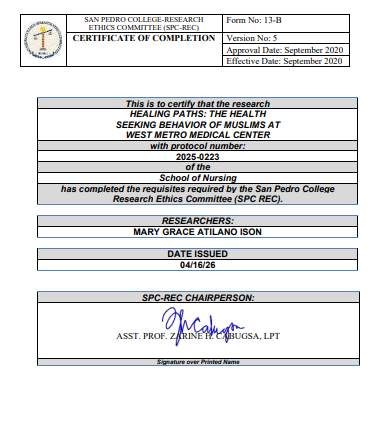 SAN PEDRO COLLEGE-RESEARCH
ETHICS COMMITTEE (SPC-REC)
CERTIFICATE OF COMPLETION
Form No: 13-B
Version No: 5
Approval Date: September 2020
Effective Date: September 2020
This is to certify that the research
HEALING PATHS: THE HEALTH
SEEKING BEHAVIOR OF MUSLIMS AT
WEST METRO MEDICAL CENTER
with protocol number:
2025-0223
of the
School of Nursing
has completed the requisites required by the San Pedro College
Research Ethics Committee (SPC REC).
RESEARCHERS:
MARY GRACE ATILANO ISON
DATE ISSUED
04/16/26
SPC-REC CHAIRPERSON:
ASST. PROF. ZARINE H. CABUGSA, LPT
Signature over Printed Name